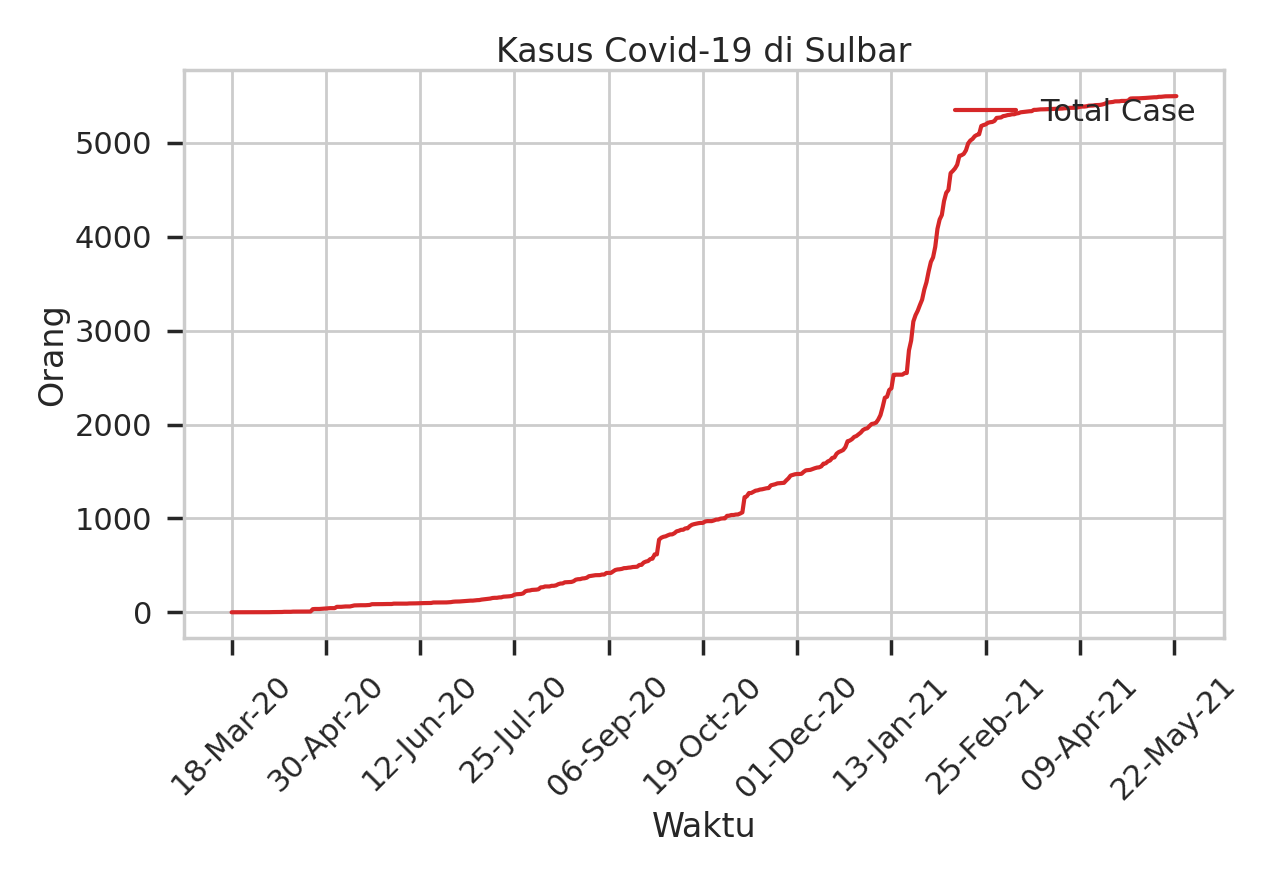 Kasus Covid-19 di Sulbar
Total Case
Orang
5000
4000
3000
2000
1000
0
18-Mar-20
30-Apr-20
12-Jun-20
25-Jul-20
06-Sep-20
19-Oct-20
01-Dec-20
13-Jan-21
25-Feb-21
09-Apr-21
22-May-21
Waktu